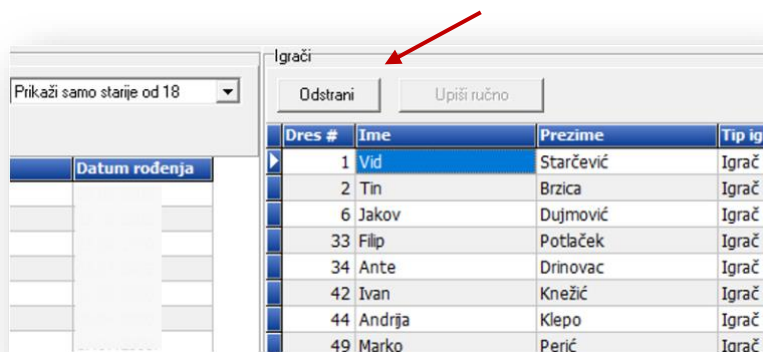 Igrači
Prikaži samo starije od 18
Odstrani Upiši ručno
Datum rođenja
Dres # Ime Prezime Tip ig
1 Vid Starčević Igrač
2 Tin Brzica Igrač
6 Jakov Dujmović Igrač
33 Filip Potlaček Igrač
34 Ante Drinovac Igrač
42 Ivan Knežić Igrač
44 Andrija Klepo Igrač
49 Marko Perić Igrač